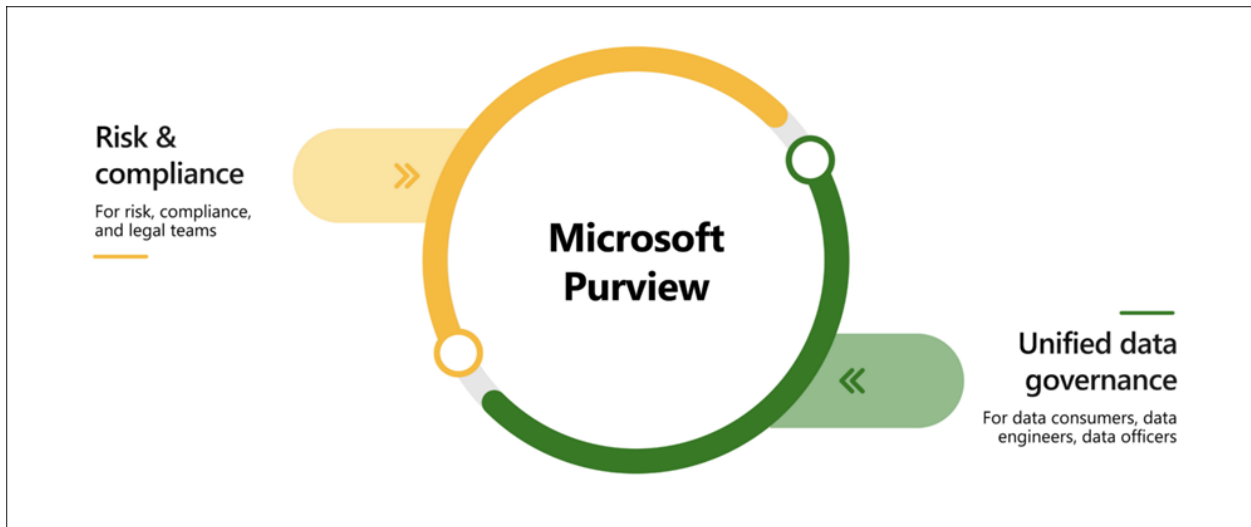 Risk &
compliance
For risk, compliance,
and legal teams
Microsoft
Purview
Unified data
governance
For data consumers, data
engineers, data officers